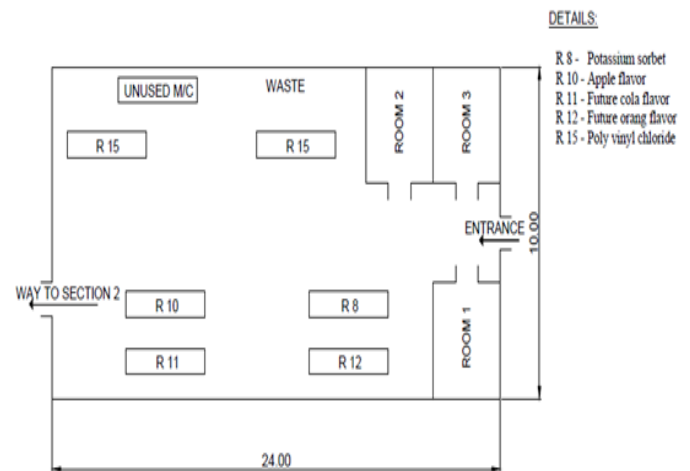 DETAILS:
R 8 - Potassium sorbet
R 10 - Apple flavor
R 11 - Future cola flavor
R 12 - Future orang flavor
R 15 - Poly vinyl chloride
UNUSED M/C
WASTE
ROOM 2
ROOM 3
R 15
R 15
ENTRANCE
10.00
WAY TO SECTION 2
R 10
R 8
ROOM 1
R 11
R 12
24.00